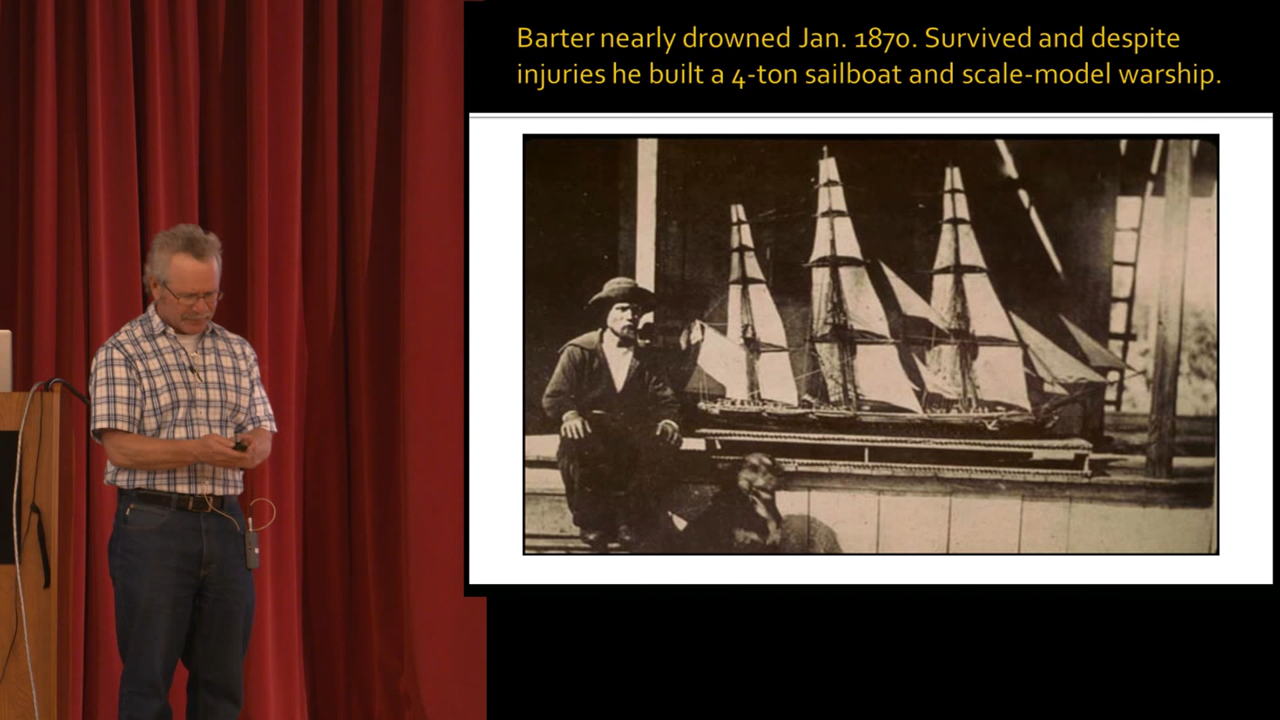 Barter nearly drowned Jan. 1870. Survived and despite
injuries he built a 4-ton sailboat and scale-model warship.